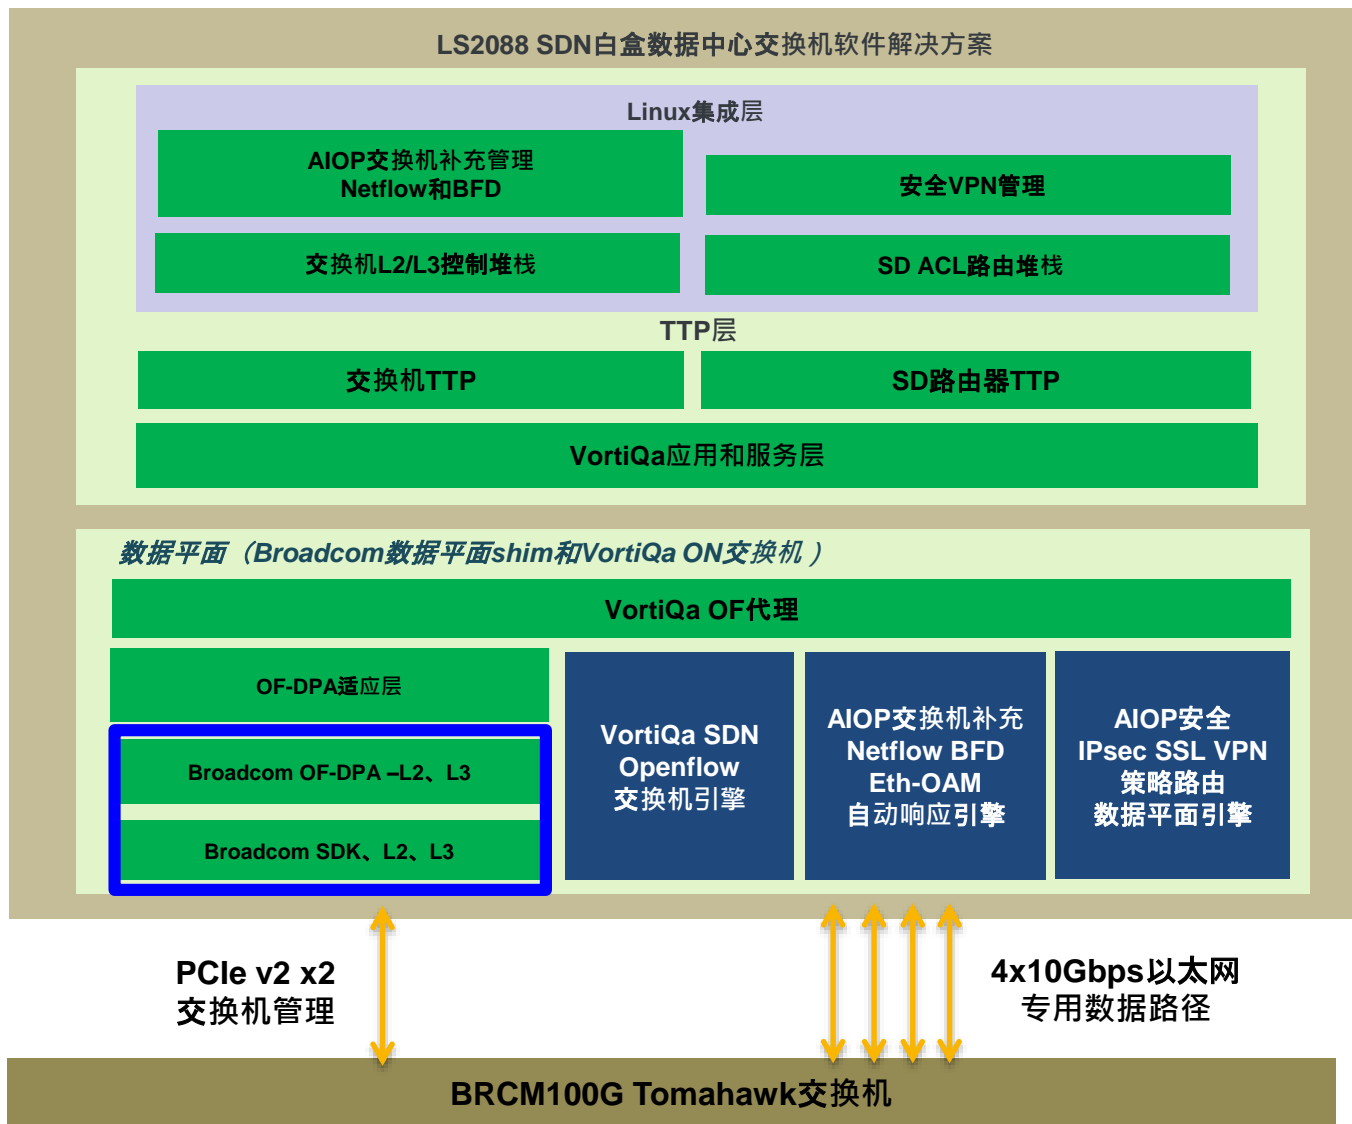 LS2088 SDN白盒数据中心交换机软件解决方案
Linux集成层
AIOP交换机补充管理
Netflow和BFD
安全VPN管理
交换机L2/L3控制堆栈
SD ACL路由堆栈
TTP层
交换机TTP
SD路由器TTP
VortiQa应用和服务层
数据平面（Broadcom数据平面shim和VortiQa ON交换机）
VortiQa OF代理
OF-DPA适应层
Broadcom OF-DPA –L2、L3
Broadcom SDK、L2、L3
VortiQa SDN
Openflow
交换机引擎
AIOP交换机补充
Netflow BFD
Eth-OAM
自动响应引擎
AIOP安全
IPsec SSL VPN
策略路由
数据平面引擎
PCIe v2 x2
交换机管理
4x10Gbps以太网
专用数据路径
BRCM100G Tomahawk交换机